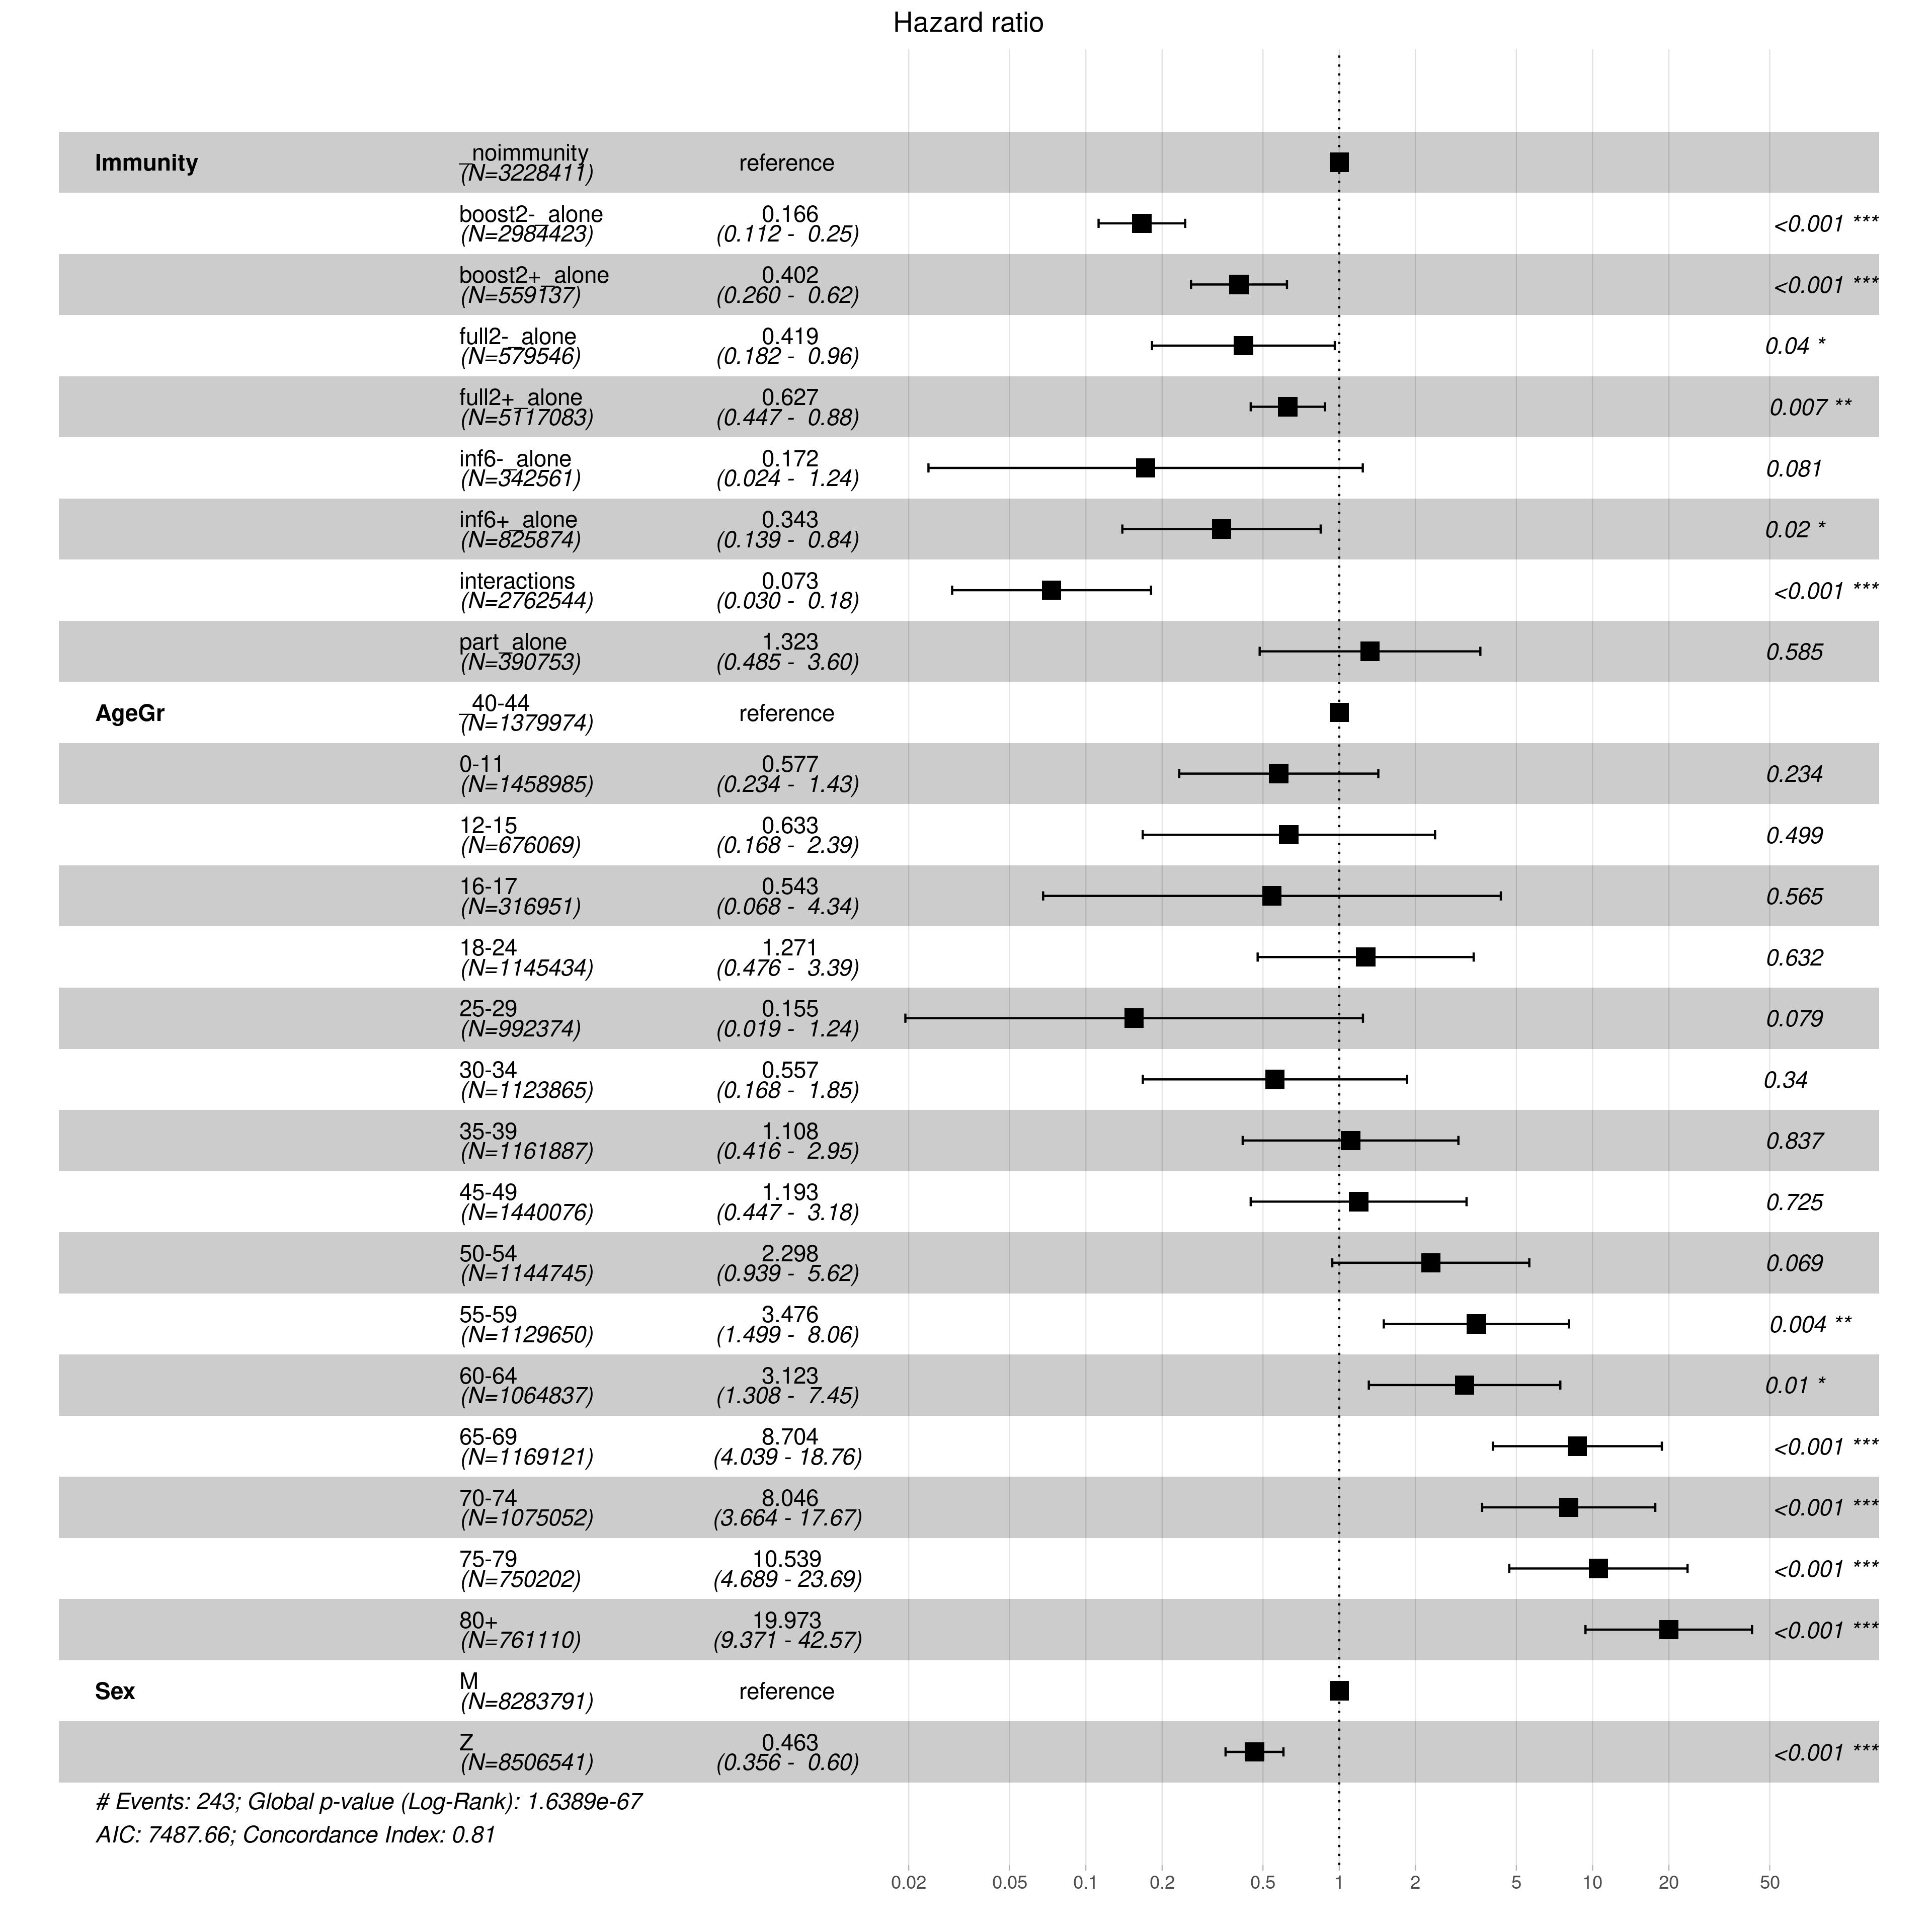 Hazard ratio
Immunity _noimmunity reference
(N=3228411)
boost2-_alone 0.166 <0.001 ***
(N=2984423) (0.112 - 0.25)
boost2+_alone 0.402 <0.001 ***
(N=559137) (0.260 - 0.62)
full2-_alone 0.419 0.04 *
(N=579546) (0.182 - 0.96)
full2+_alone 0.627 0.007 **
(N=5117083) (0.447 - 0.88)
inf6-_alone 0.172 0.081
(N=342561) (0.024 - 1.24)
inf6+_alone 0.343 0.02 *
(N=825874) (0.139 - 0.84)
interactions 0.073 <0.001 ***
(N=2762544) (0.030 - 0.18)
part_alone 1.323 0.585
(N=390753) (0.485 - 3.60)
AgeGr _40-44 reference
(N=1379974)
0-11 0.577 0.234
(N=1458985) (0.234 - 1.43)
12-15 0.633 0.499
(N=676069) (0.168 - 2.39)
16-17 0.543 0.565
(N=316951) (0.068 - 4.34)
18-24 1.271 0.632
(N=1145434) (0.476 - 3.39)
25-29 0.155 0.079
(N=992374) (0.019 - 1.24)
30-34 0.557 0.34
(N=1123865) (0.168 - 1.85)
35-39 1.108 0.837
(N=1161887) (0.416 - 2.95)
45-49 1.193 0.725
(N=1440076) (0.447 - 3.18)
50-54 2.298 0.069
(N=1144745) (0.939 - 5.62)
55-59 3.476 0.004 **
(N=1129650) (1.499 - 8.06)
60-64 3.123 0.01 *
(N=1064837) (1.308 - 7.45)
65-69 8.704 <0.001 ***
(N=1169121) (4.039 - 18.76)
70-74 8.046 <0.001 ***
(N=1075052) (3.664 - 17.67)
75-79 10.539 <0.001 ***
(N=750202) (4.689 - 23.69)
80+ 19.973 <0.001 ***
(N=761110) (9.371 - 42.57)
Sex M reference
(N=8283791)
Z 0.463 <0.001 ***
(N=8506541) (0.356 - 0.60)
# Events: 243; Global p-value (Log-Rank): 1.6389e-67
AIC: 7487.66; Concordance Index: 0.81
0.02 0.05 0.1 0.2 0.5 1 2 5 10 20 50